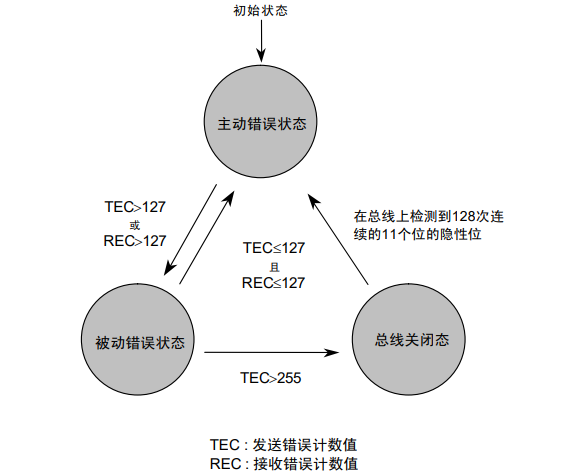 初始状态
主动错误状态
TEC>127
或
REC>127
在总线上检测到128次连
续的11个位的隐性位
TEC≤127
且
REC≤127
被动错误状态
总线关闭态
TEC>255
TEC : 发送错误计数值
REC : 接收错误计数值